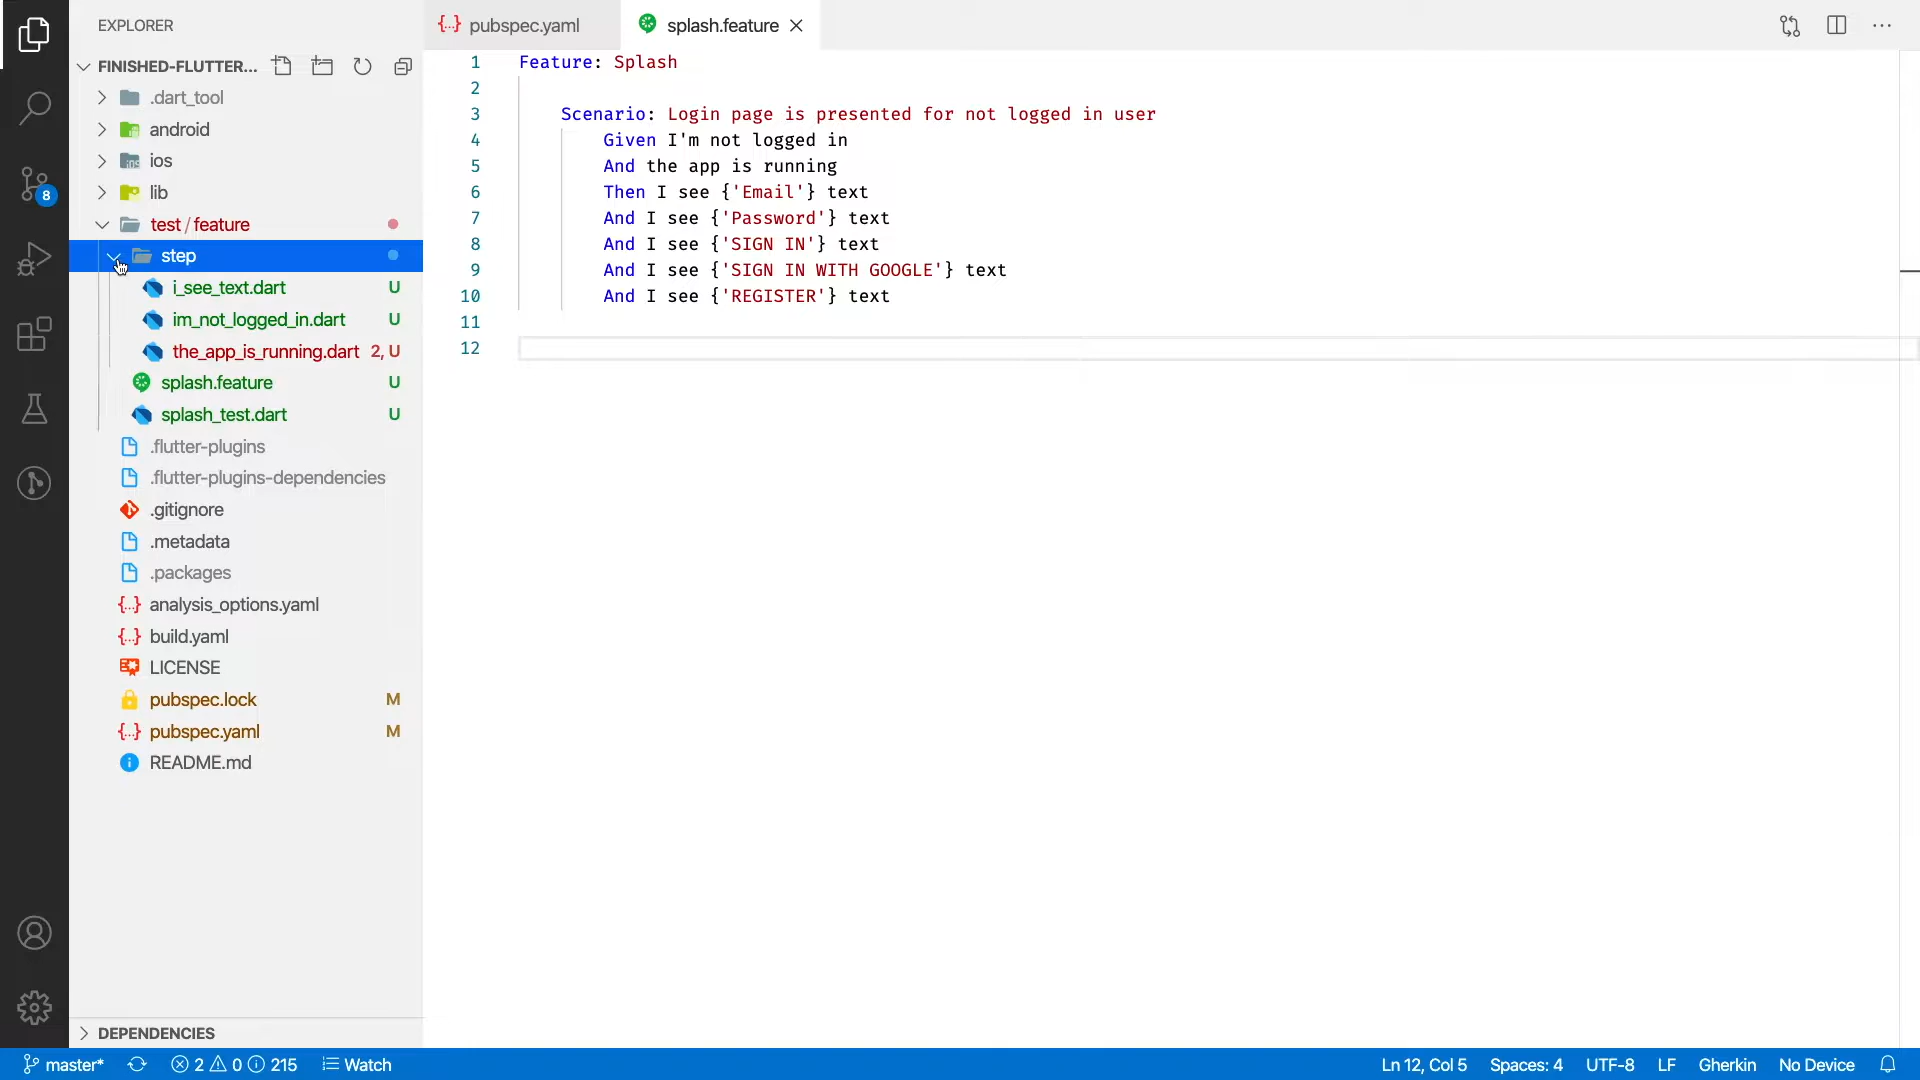 EXPLORER
FINISHED-FLUTTER...
.dart_tool
android
ios
lib
test / feature
step
i_see_text.dart U
im_not_logged_in.dart U
the_app_is_running.dart 2, U
splash.feature U
splash_test.dart U
.flutter-plugins
.flutter-plugins-dependencies
.gitignore
.metadata
.packages
analysis_options.yaml
build.yaml
LICENSE
pubspec.lock M
pubspec.yaml M
README.md
DEPENDENCIES
8
pubspec.yaml
splash.feature
1 Feature: Splash
2
3 Scenario: Login page is presented for not logged in user
4 Given I'm not logged in
5 And the app is running
6 Then I see {'Email'} text
7 And I see {'Password'} text
8 And I see {'SIGN IN'} text
9 And I see {'SIGN IN WITH GOOGLE'} text
10 And I see {'REGISTER'} text
11
12
master* 2 0 215 Watch
Ln 12, Col 5 Spaces: 4 UTF-8 LF Gherkin No Device